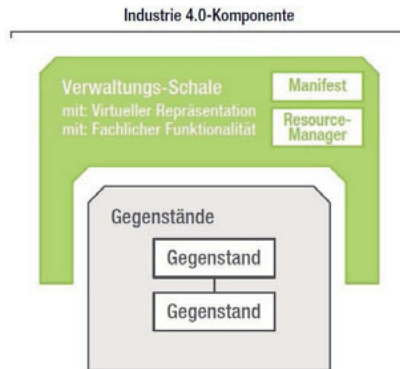 Industrie 4.0-Komponente
Verwaltungs-Schale
mit: Virtueller Repräsentation
mit: Fachlicher Funktionalität
Manifest
Resource-
Manager
Gegenstände
Gegenstand
Gegenstand